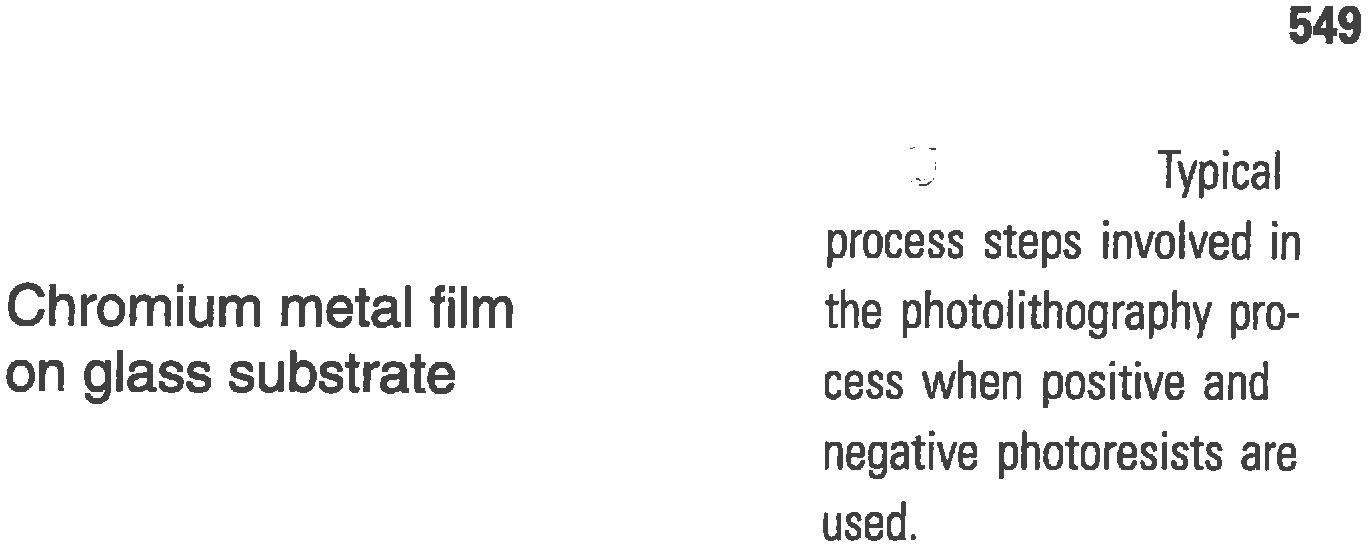 549
Typical
process steps involved in
the photolithography pro-
cess when positive and
negative photoresists are
used.
Chromium metal film
on glass substrate